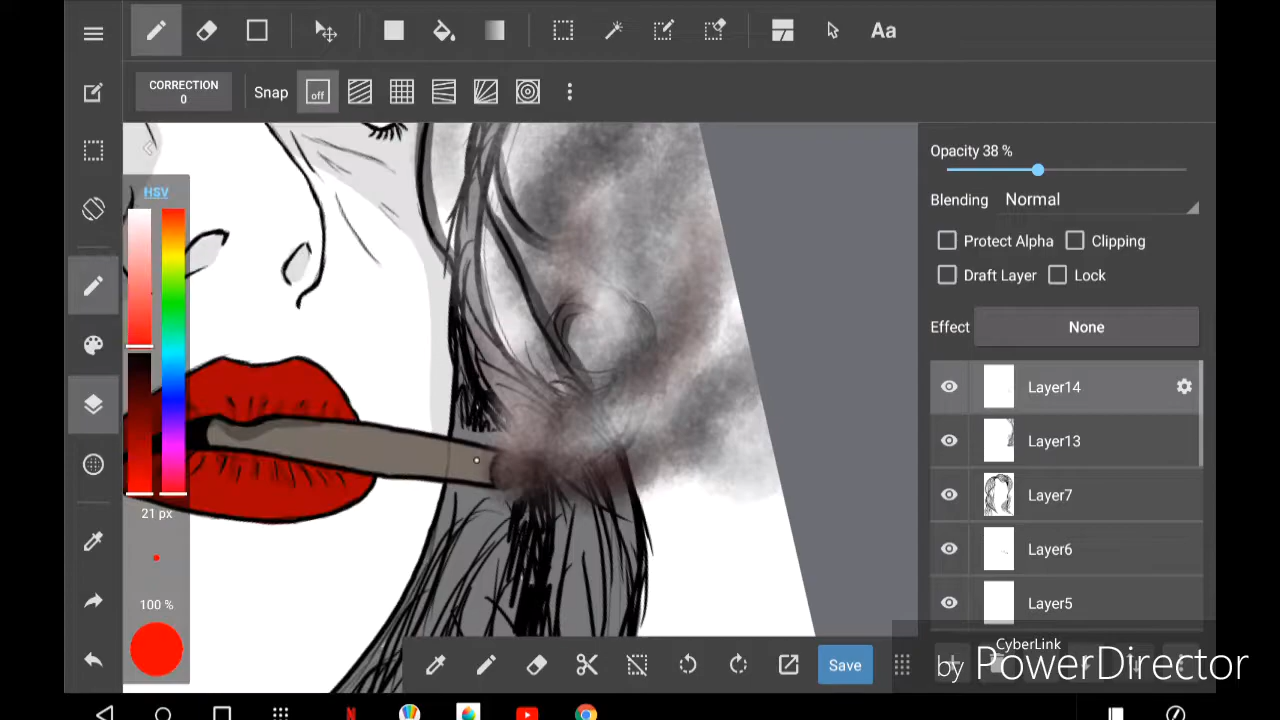 Aa
CORRECTION
0
Snap
off
HSV
21 px
100 %
Opacity 38 %
Blending Normal
Protect Alpha Clipping
Draft Layer Lock
Effect None
Layer14
Layer13
Layer7
Layer6
Layer5
Save
CyberLink
by PowerDirector